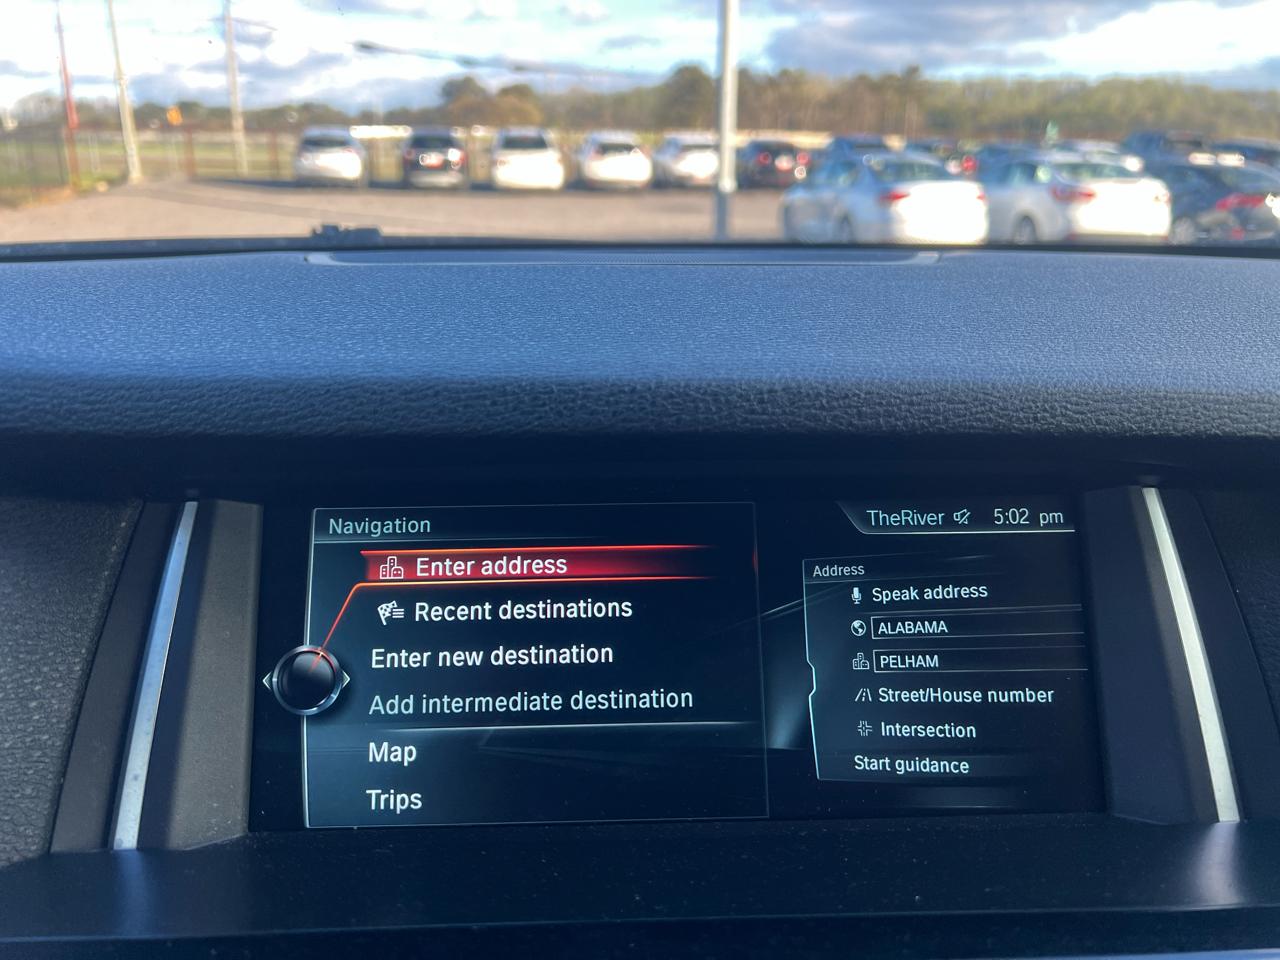 Navigation
Enter address
Recent destinations
Enter new destination
Add intermediate destination
Map
Trips
TheRiver 5:02 pm
Address
Speak address
ALABAMA
PELHAM
Street/House number
Intersection
Start guidance